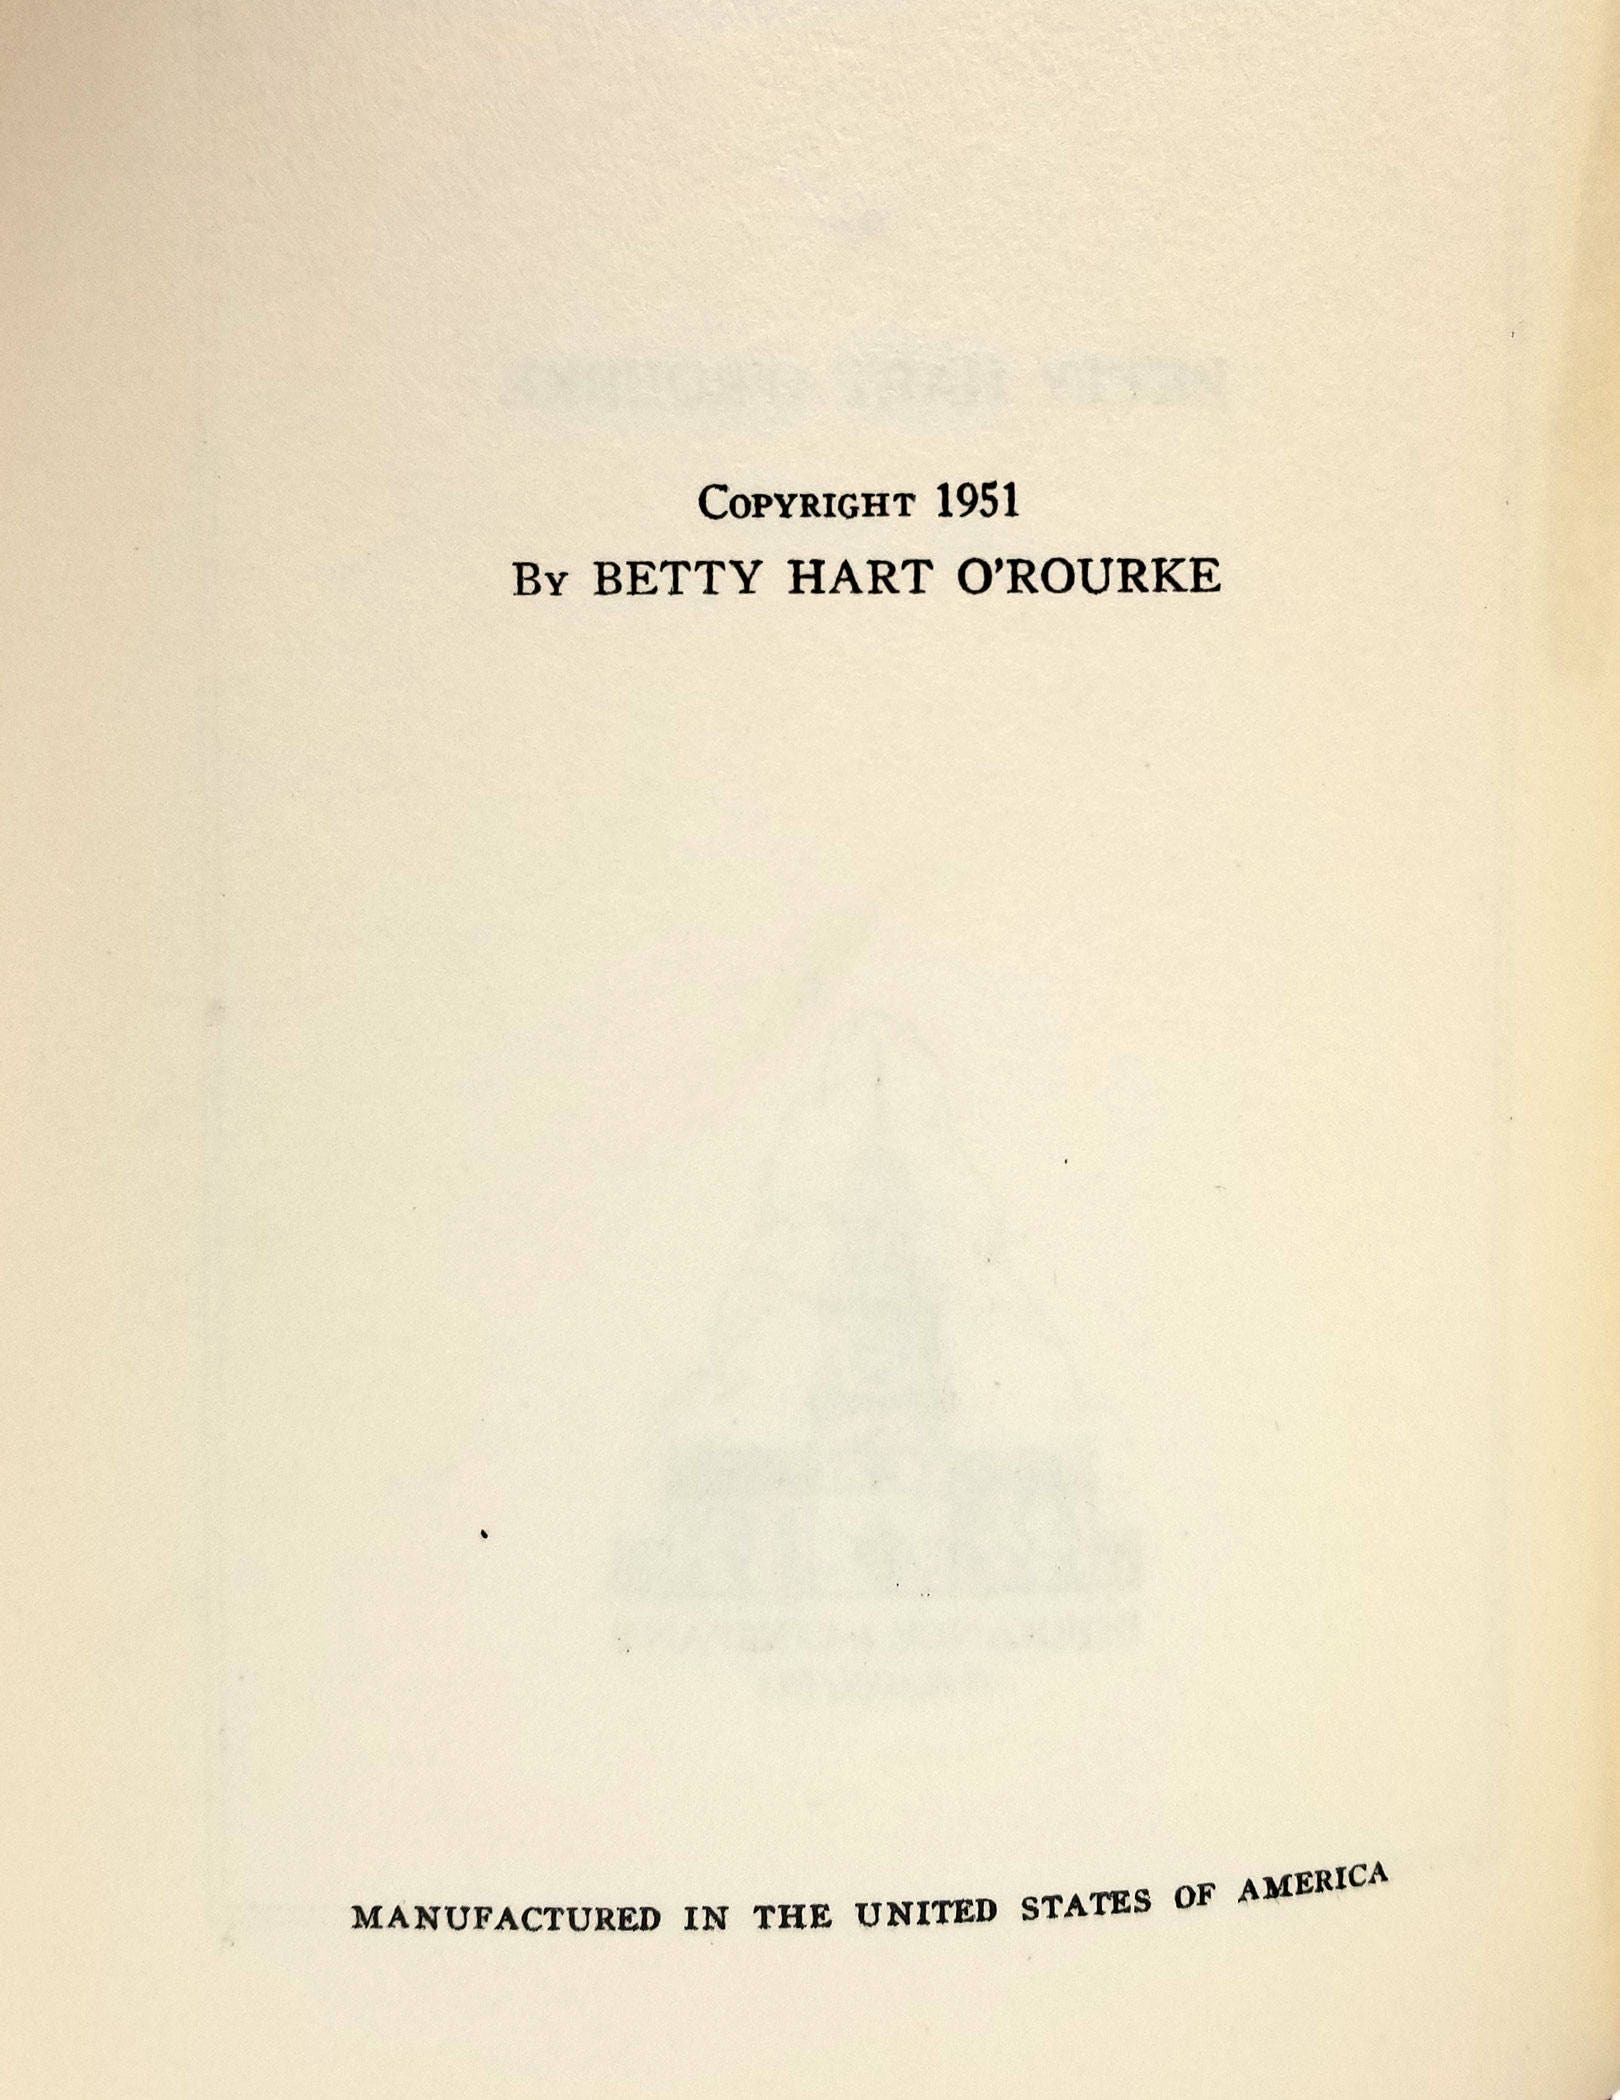 COPYRIGHT 1951
BY BETTY HART O'ROURKE
MANUFACTURED IN THE UNITED STATES OF AMERICA